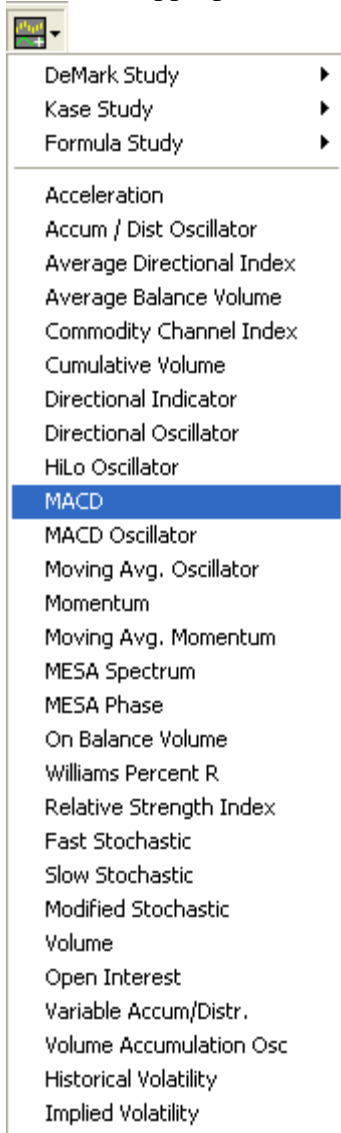 DeMark Study
Kase Study
Formula Study
Acceleration
Accum / Dist Oscillator
Average Directional Index
Average Balance Volume
Commodity Channel Index
Cumulative Volume
Directional Indicator
Directional Oscillator
HiLo Oscillator
MACD
MACD Oscillator
Moving Avg. Oscillator
Momentum
Moving Avg. Momentum
MESA Spectrum
MESA Phase
On Balance Volume
Williams Percent R
Relative Strength Index
Fast Stochastic
Slow Stochastic
Modified Stochastic
Volume
Open Interest
Variable Accum/Distr.
Volume Accumulation Osc
Historical Volatility
Implied Volatility